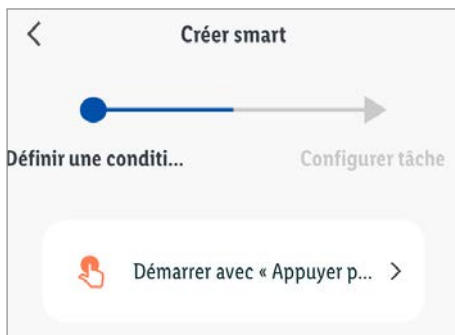 Créer smart
Définir une conditi... Configurer tâche
Démarrer avec « Appuyer p...